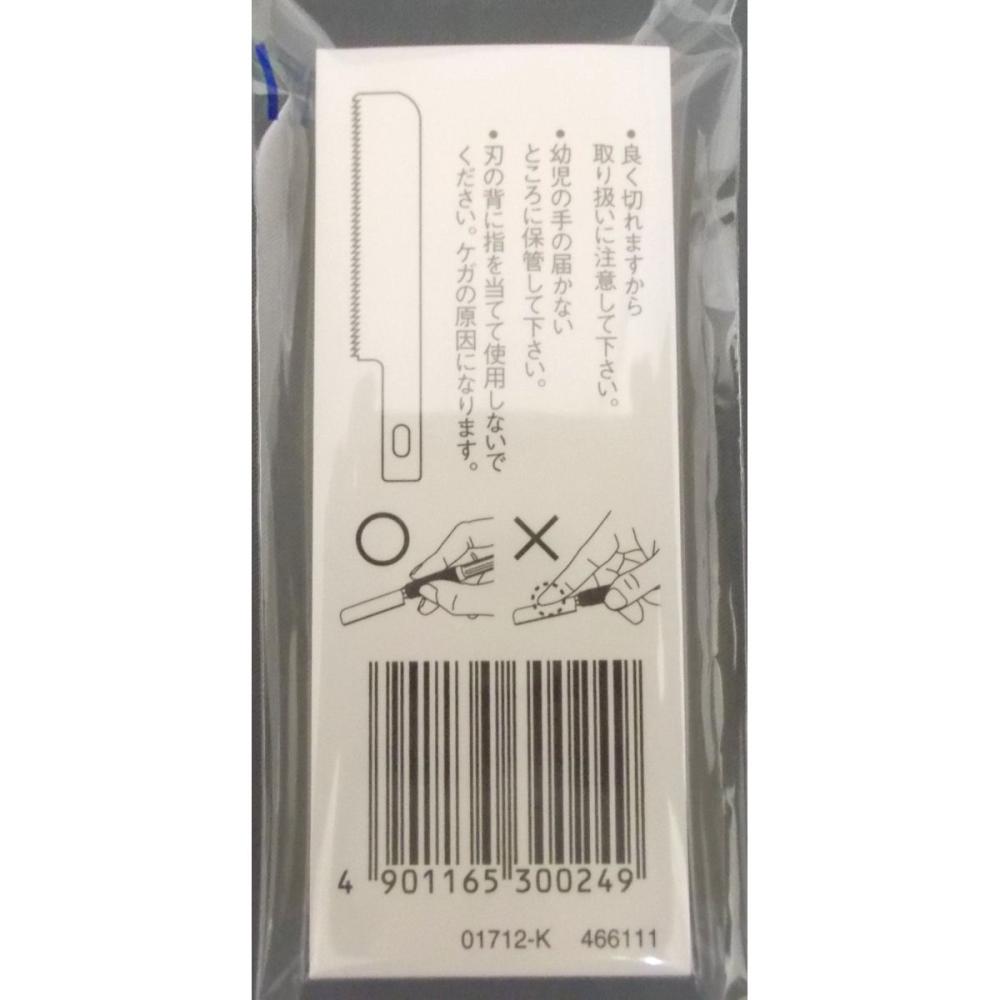 ●良く切れますから
取り扱いに注意して下さい。
●幼児の手の届かない
ところに保管して下さい。
●刃の背に指を当てて使用しないで
ください。ケガの原因になります。
4 901165 300249
01712-K 466111